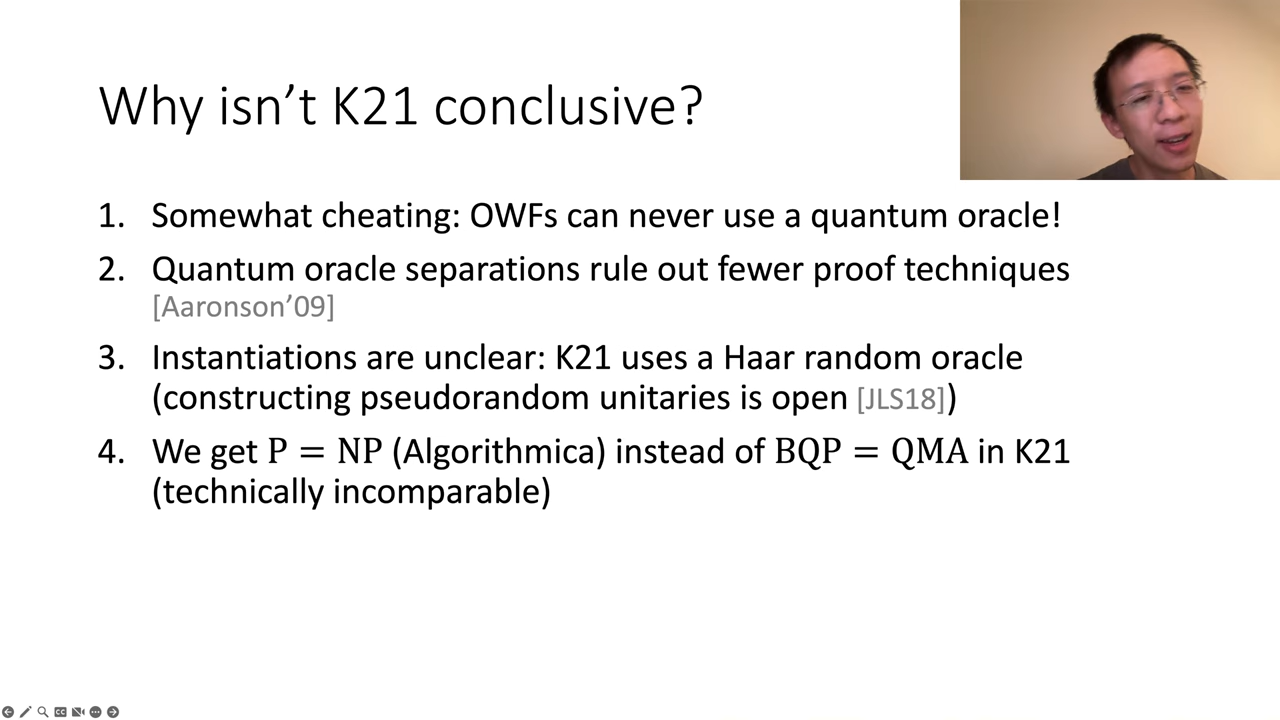 Why isn’t K21 conclusive?
1. Somewhat cheating: OWFs can never use a quantum oracle!
2. Quantum oracle separations rule out fewer proof techniques
[Aaronson’09]
3. Instantiations are unclear: K21 uses a Haar random oracle
(constructing pseudorandom unitaries is open [JLS18])
4. We get P = NP (Algorithmica) instead of BQP = QMA in K21
(technically incomparable)